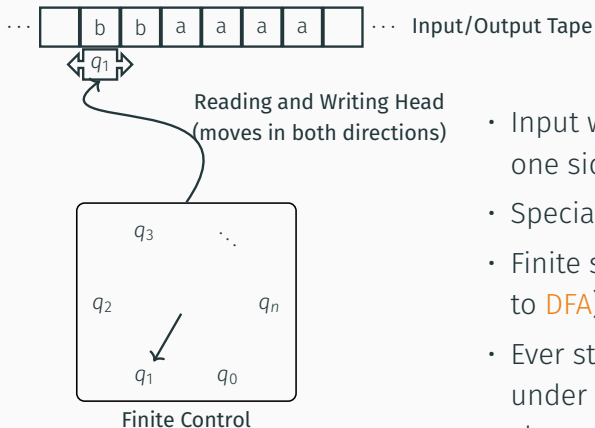 ··· b b a a a a ··· Input/Output Tape
q1
Reading and Writing Head
(moves in both directions)
q3 ⋱
q2 qn
q1 q0
Finite Control
• Input w
one sid
• Specia
• Finite s
to DFA)
• Ever st
under